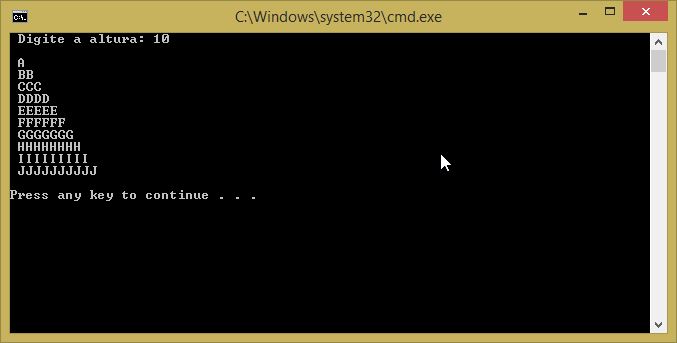 C:\Windows\system32\cmd.exe
Digite a altura: 10
A
BB
CCC
DDDD
EEEEE
FFFFFF
GGGGGGG
HHHHHHHH
IIIIIIIII
JJJJJJJJJJ
Press any key to continue . . .